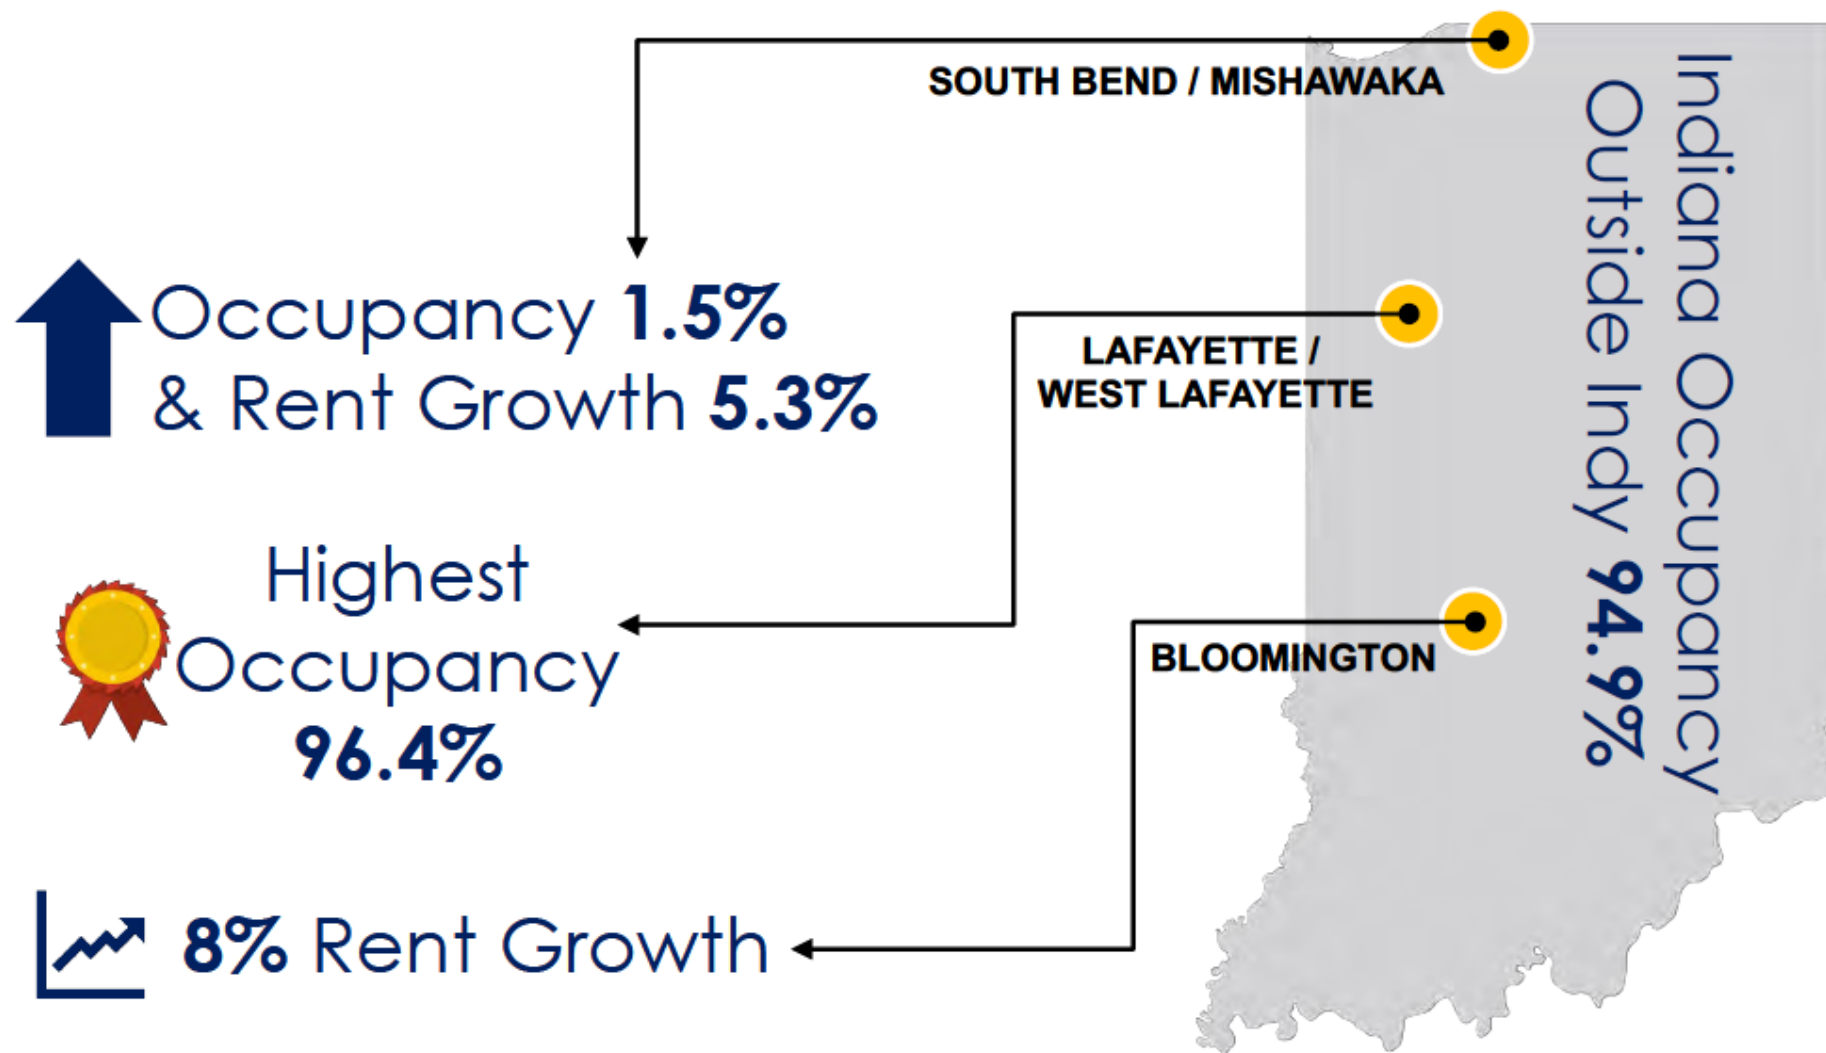 SOUTH BEND / MISHAWAKA
Occupancy 1.5%
& Rent Growth 5.3%
LAFAYETTE /
WEST LAFAYETTE
Highest
Occupancy
96.4%
BLOOMINGTON
8% Rent Growth
Indiana Occupancy
Outside Indy 94.9%